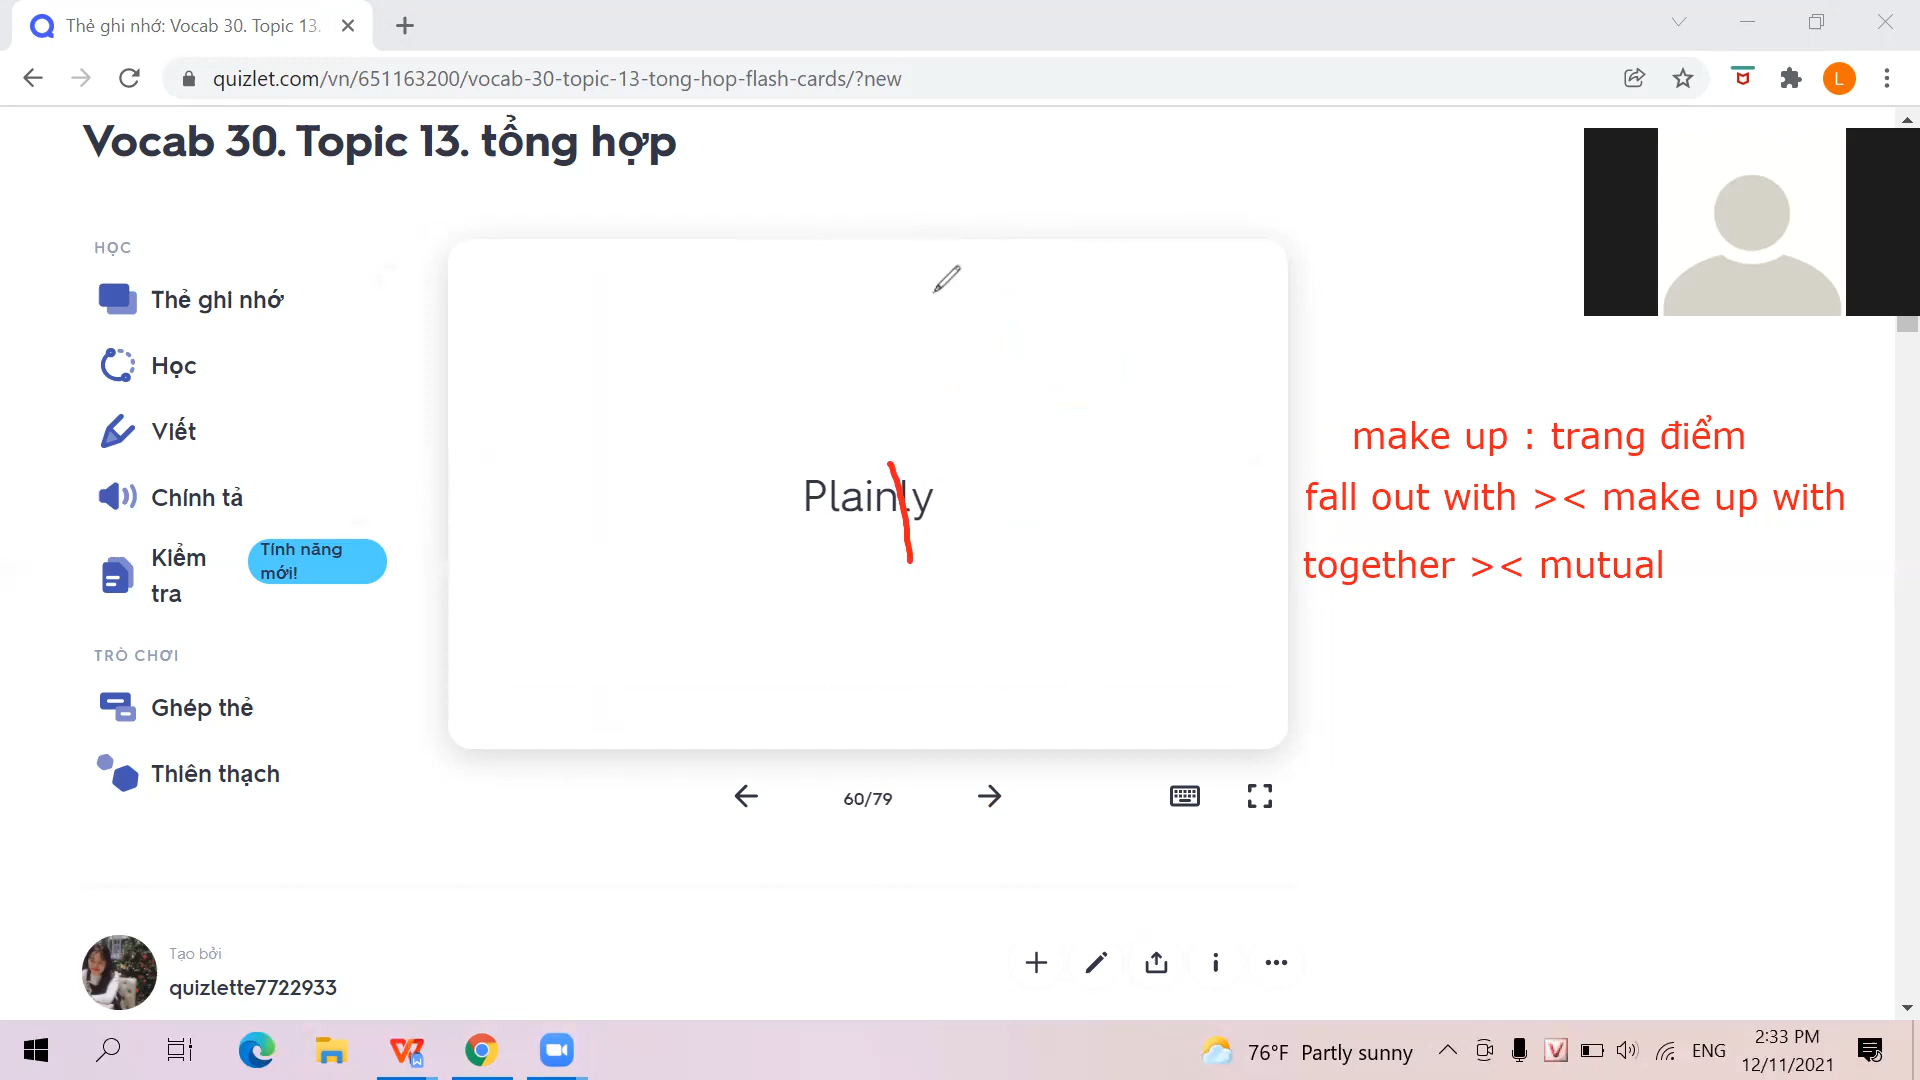 Thẻ ghi nhớ: Vocab 30. Topic 13.
quizlet.com/vn/651163200/vocab-30-topic-13-tong-hop-flash-cards/?new
L
Vocab 30. Topic 13. tổng hợp
HỌC
Thẻ ghi nhớ
Học
Viết
Chính tả
Kiểm tra
Tính năng mới!
TRÒ CHƠI
Ghép thẻ
Thiên thạch
Plainly
60/79
make up : trang điểm
fall out with >< make up with
together >< mutual
Tạo bởi
quizlette7722933
76°F Partly sunny
ENG
2:33 PM
12/11/2021